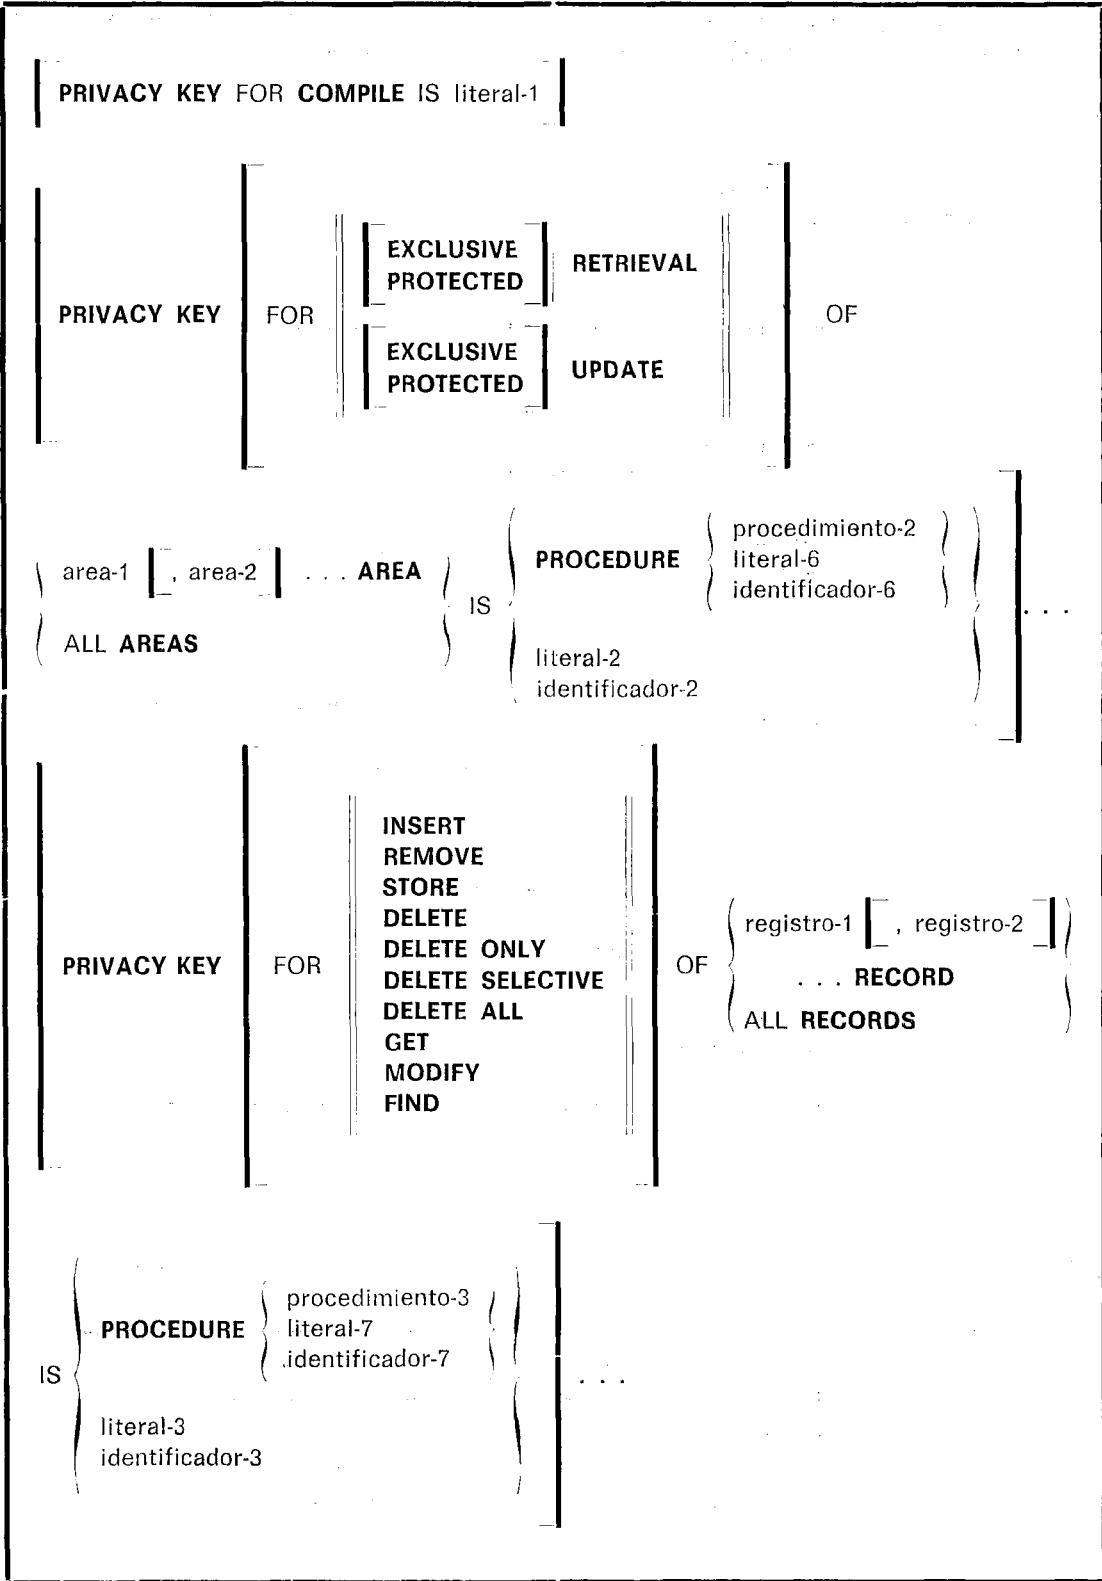 PRIVACY KEY FOR COMPILE IS literal-1
EXCLUSIVE
PROTECTED
RETRIEVAL
PRIVACY KEY FOR OF
EXCLUSIVE
PROTECTED
UPDATE
area-1 , area-2 . . . AREA
ALL AREAS
IS
PROCEDURE
procedimiento-2
literal-6
identificador-6
literal-2
identificador-2
. . .
PRIVACY KEY FOR
INSERT
REMOVE
STORE
DELETE
DELETE ONLY
DELETE SELECTIVE
DELETE ALL
GET
MODIFY
FIND
OF
registro-1 , registro-2
. . . RECORD
ALL RECORDS
IS
PROCEDURE
procedimiento-3
literal-7
identificador-7
literal-3
identificador-3
. . .